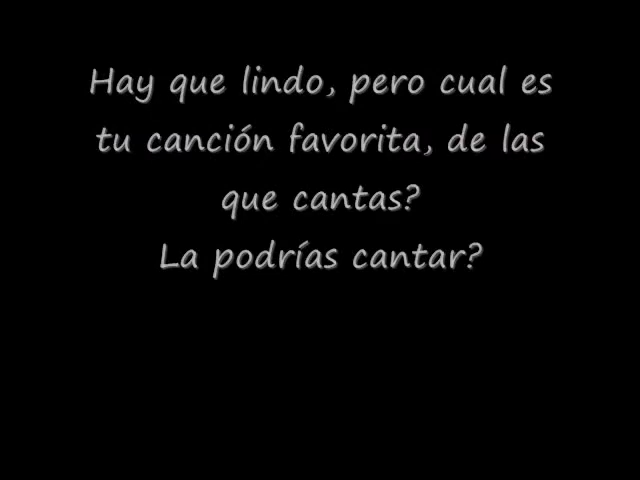 Hay que lindo, pero cual es
tu canción favorita, de las
que cantas?
La podrías cantar?